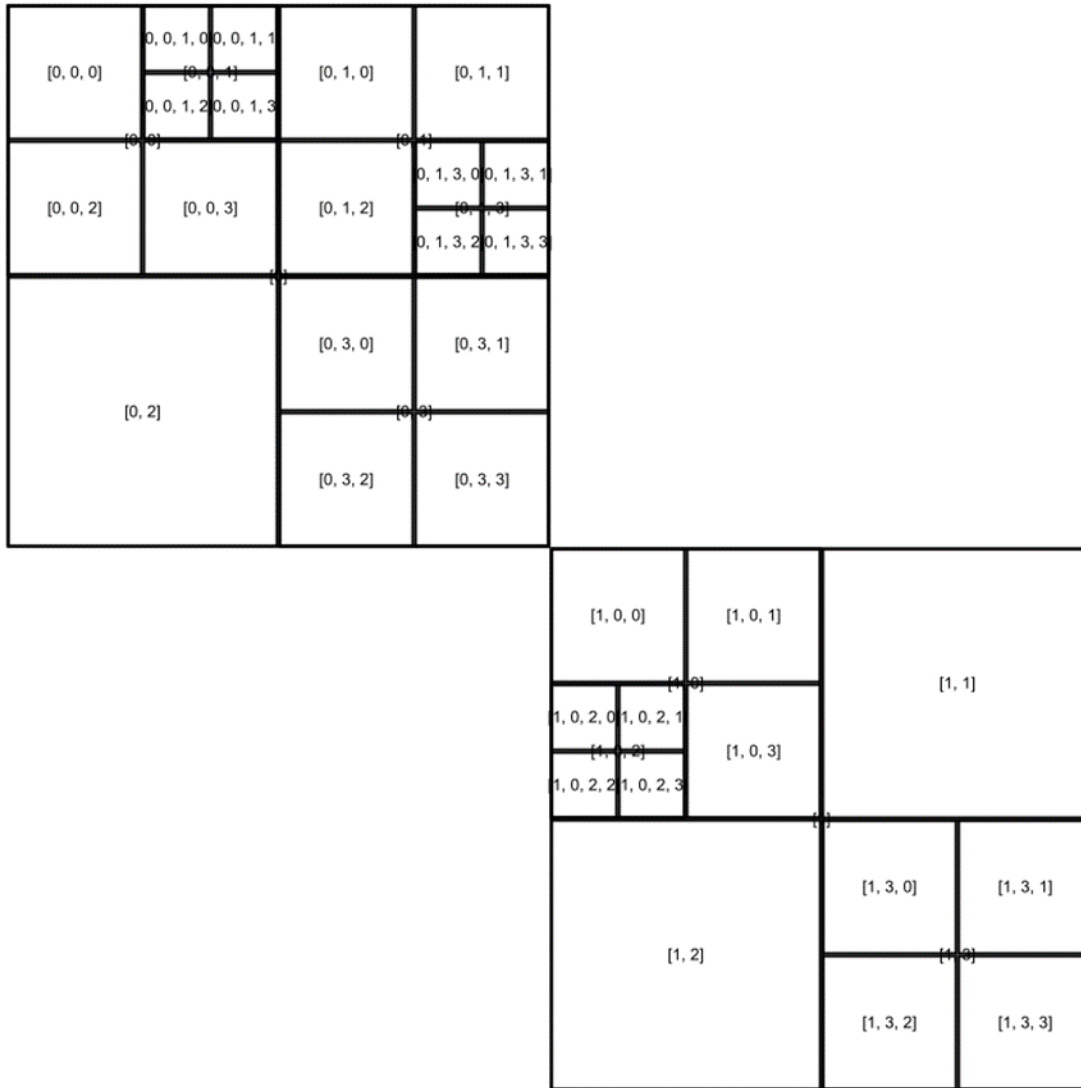 0, 0, 1, 0 0, 0, 1, 1
[0, 0, 0] [0, 1, 0] [0, 1, 1]
0, 0, 1, 2 0, 0, 1, 3
0, 1, 3, 0 0, 1, 3, 1]
[0, 0, 2] [0, 0, 3] [0, 1, 2]
0, 1, 3, 2 0, 1, 3, 3]
[0, 3, 0] [0, 3, 1]
[0, 2]
[0, 3, 2] [0, 3, 3]
[1, 0, 0] [1, 0, 1]
[1, 1]
[1, 0, 2, 0 [1, 0, 2, 1
[1, 0, 3]
[1, 0, 2, 2 [1, 0, 2, 3
[1, 3, 0] [1, 3, 1]
[1, 2]
[1, 3, 2] [1, 3, 3]